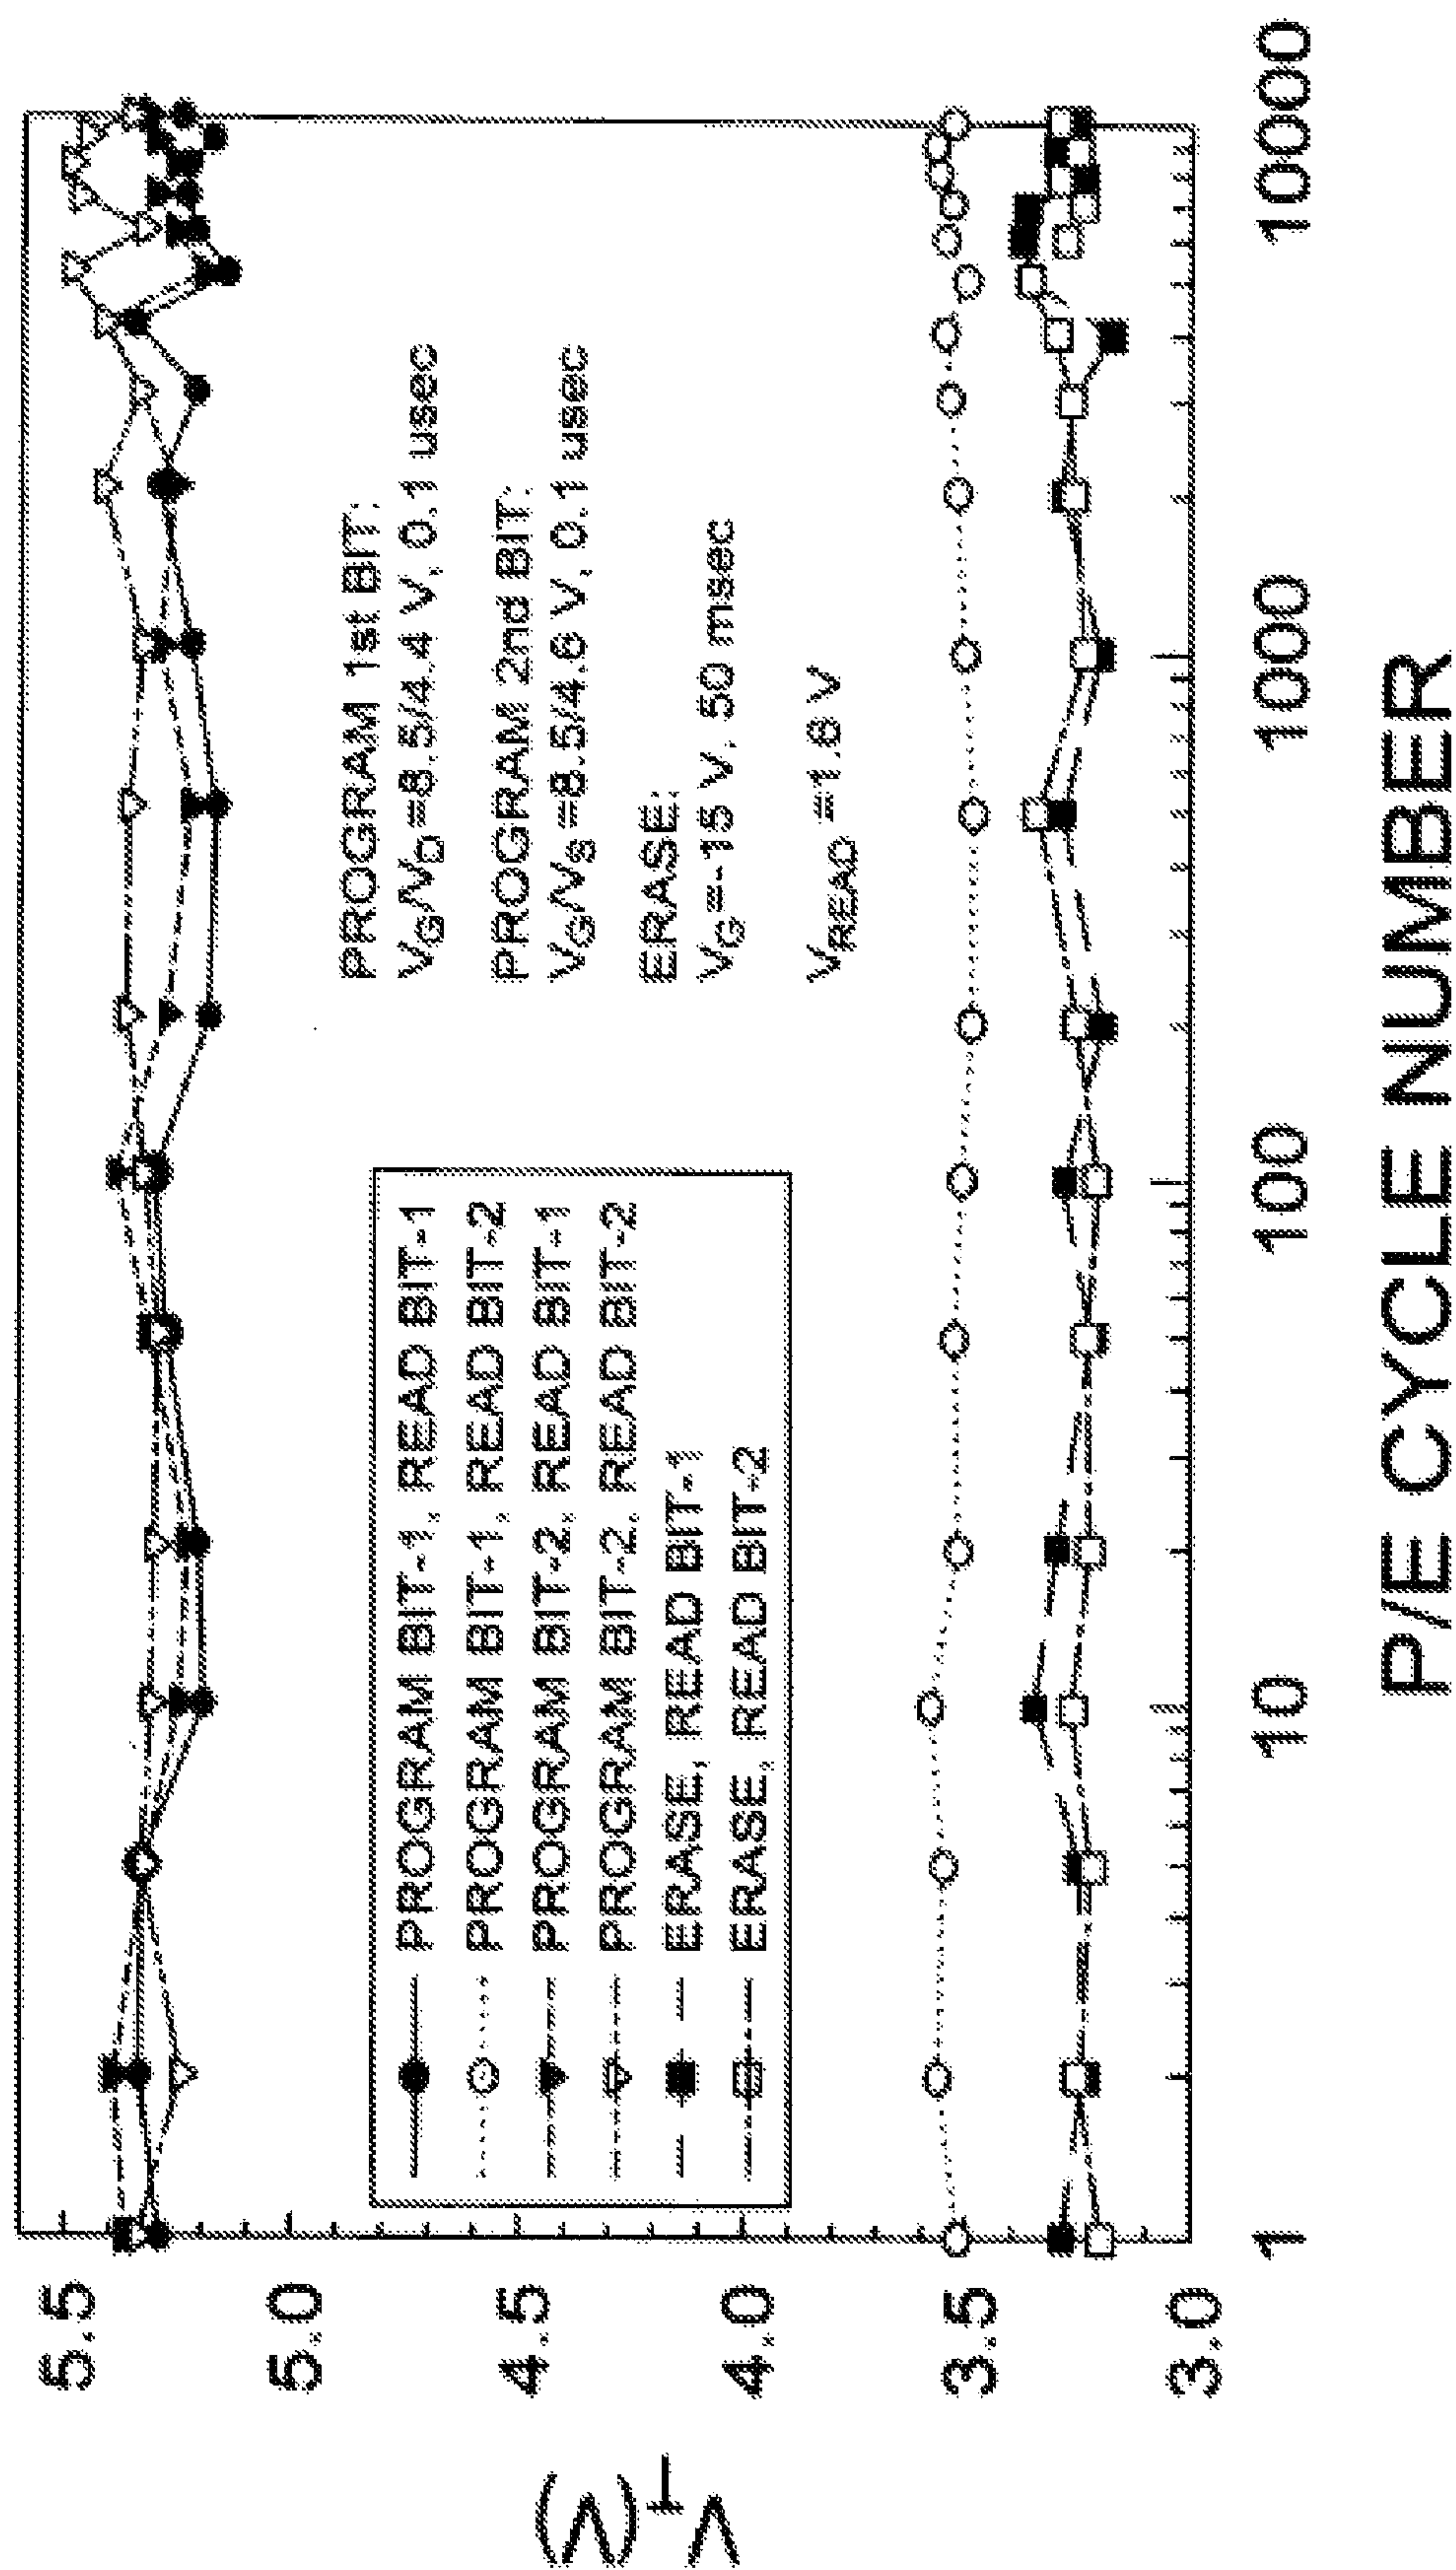 V_T(V)
5.5
5.0
4.5
4.0
3.5
3.0
PROGRAM BIT-1, READ BIT-1
PROGRAM BIT-1, READ BIT-2
PROGRAM BIT-2, READ BIT-1
PROGRAM BIT-2, READ BIT-2
ERASE, READ BIT-1
ERASE, READ BIT-2
PROGRAM 1st BIT:
V_G/V_D=8.5/4.4 V, 0.1 usec
PROGRAM 2nd BIT:
V_G/V_S=8.5/4.6 V, 0.1 usec
ERASE:
V_G=-15 V, 50 msec
V_READ=1.6 V
1
10
100
1000
10000
P/E CYCLE NUMBER